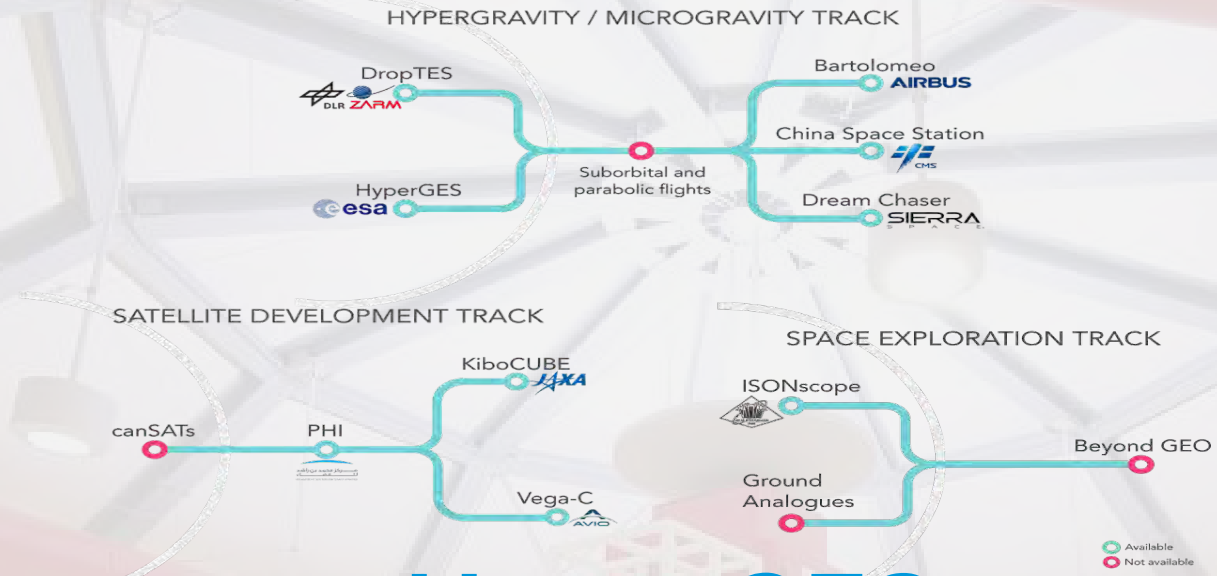 HYPERGRAVITY / MICROGRAVITY TRACK
DropTES
DLR ZARM
HyperGES
esa
Suborbital and
parabolic flights
Bartolomeo
AIRBUS
China Space Station
CMS
Dream Chaser
SIERRA
SPACE
SATELLITE DEVELOPMENT TRACK
KiboCUBE
JAXA
canSATs
PHI
Vega-C
AVIO
SPACE EXPLORATION TRACK
ISONscope
Ground
Analogues
Beyond GEO
Available
Not available